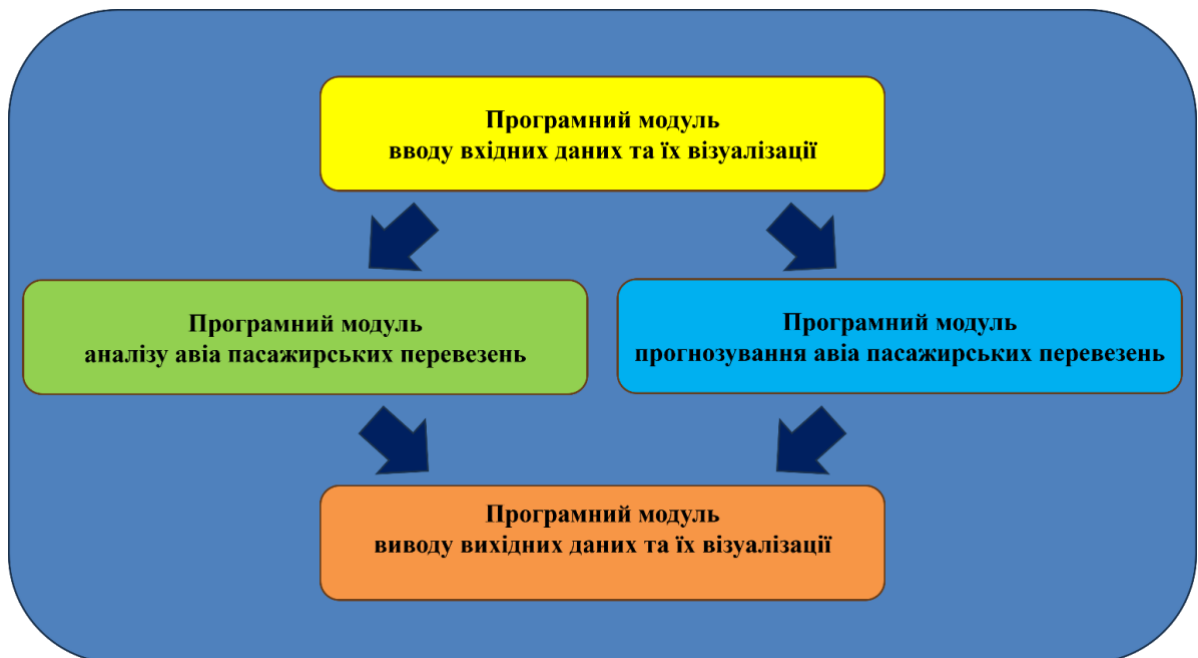 Програмний модуль
вводу вхідних даних та їх візуалізації
Програмний модуль
аналізу авіа пасажирських перевезень
Програмний модуль
прогнозування авіа пасажирських перевезень
Програмний модуль
виводу вихідних даних та їх візуалізації